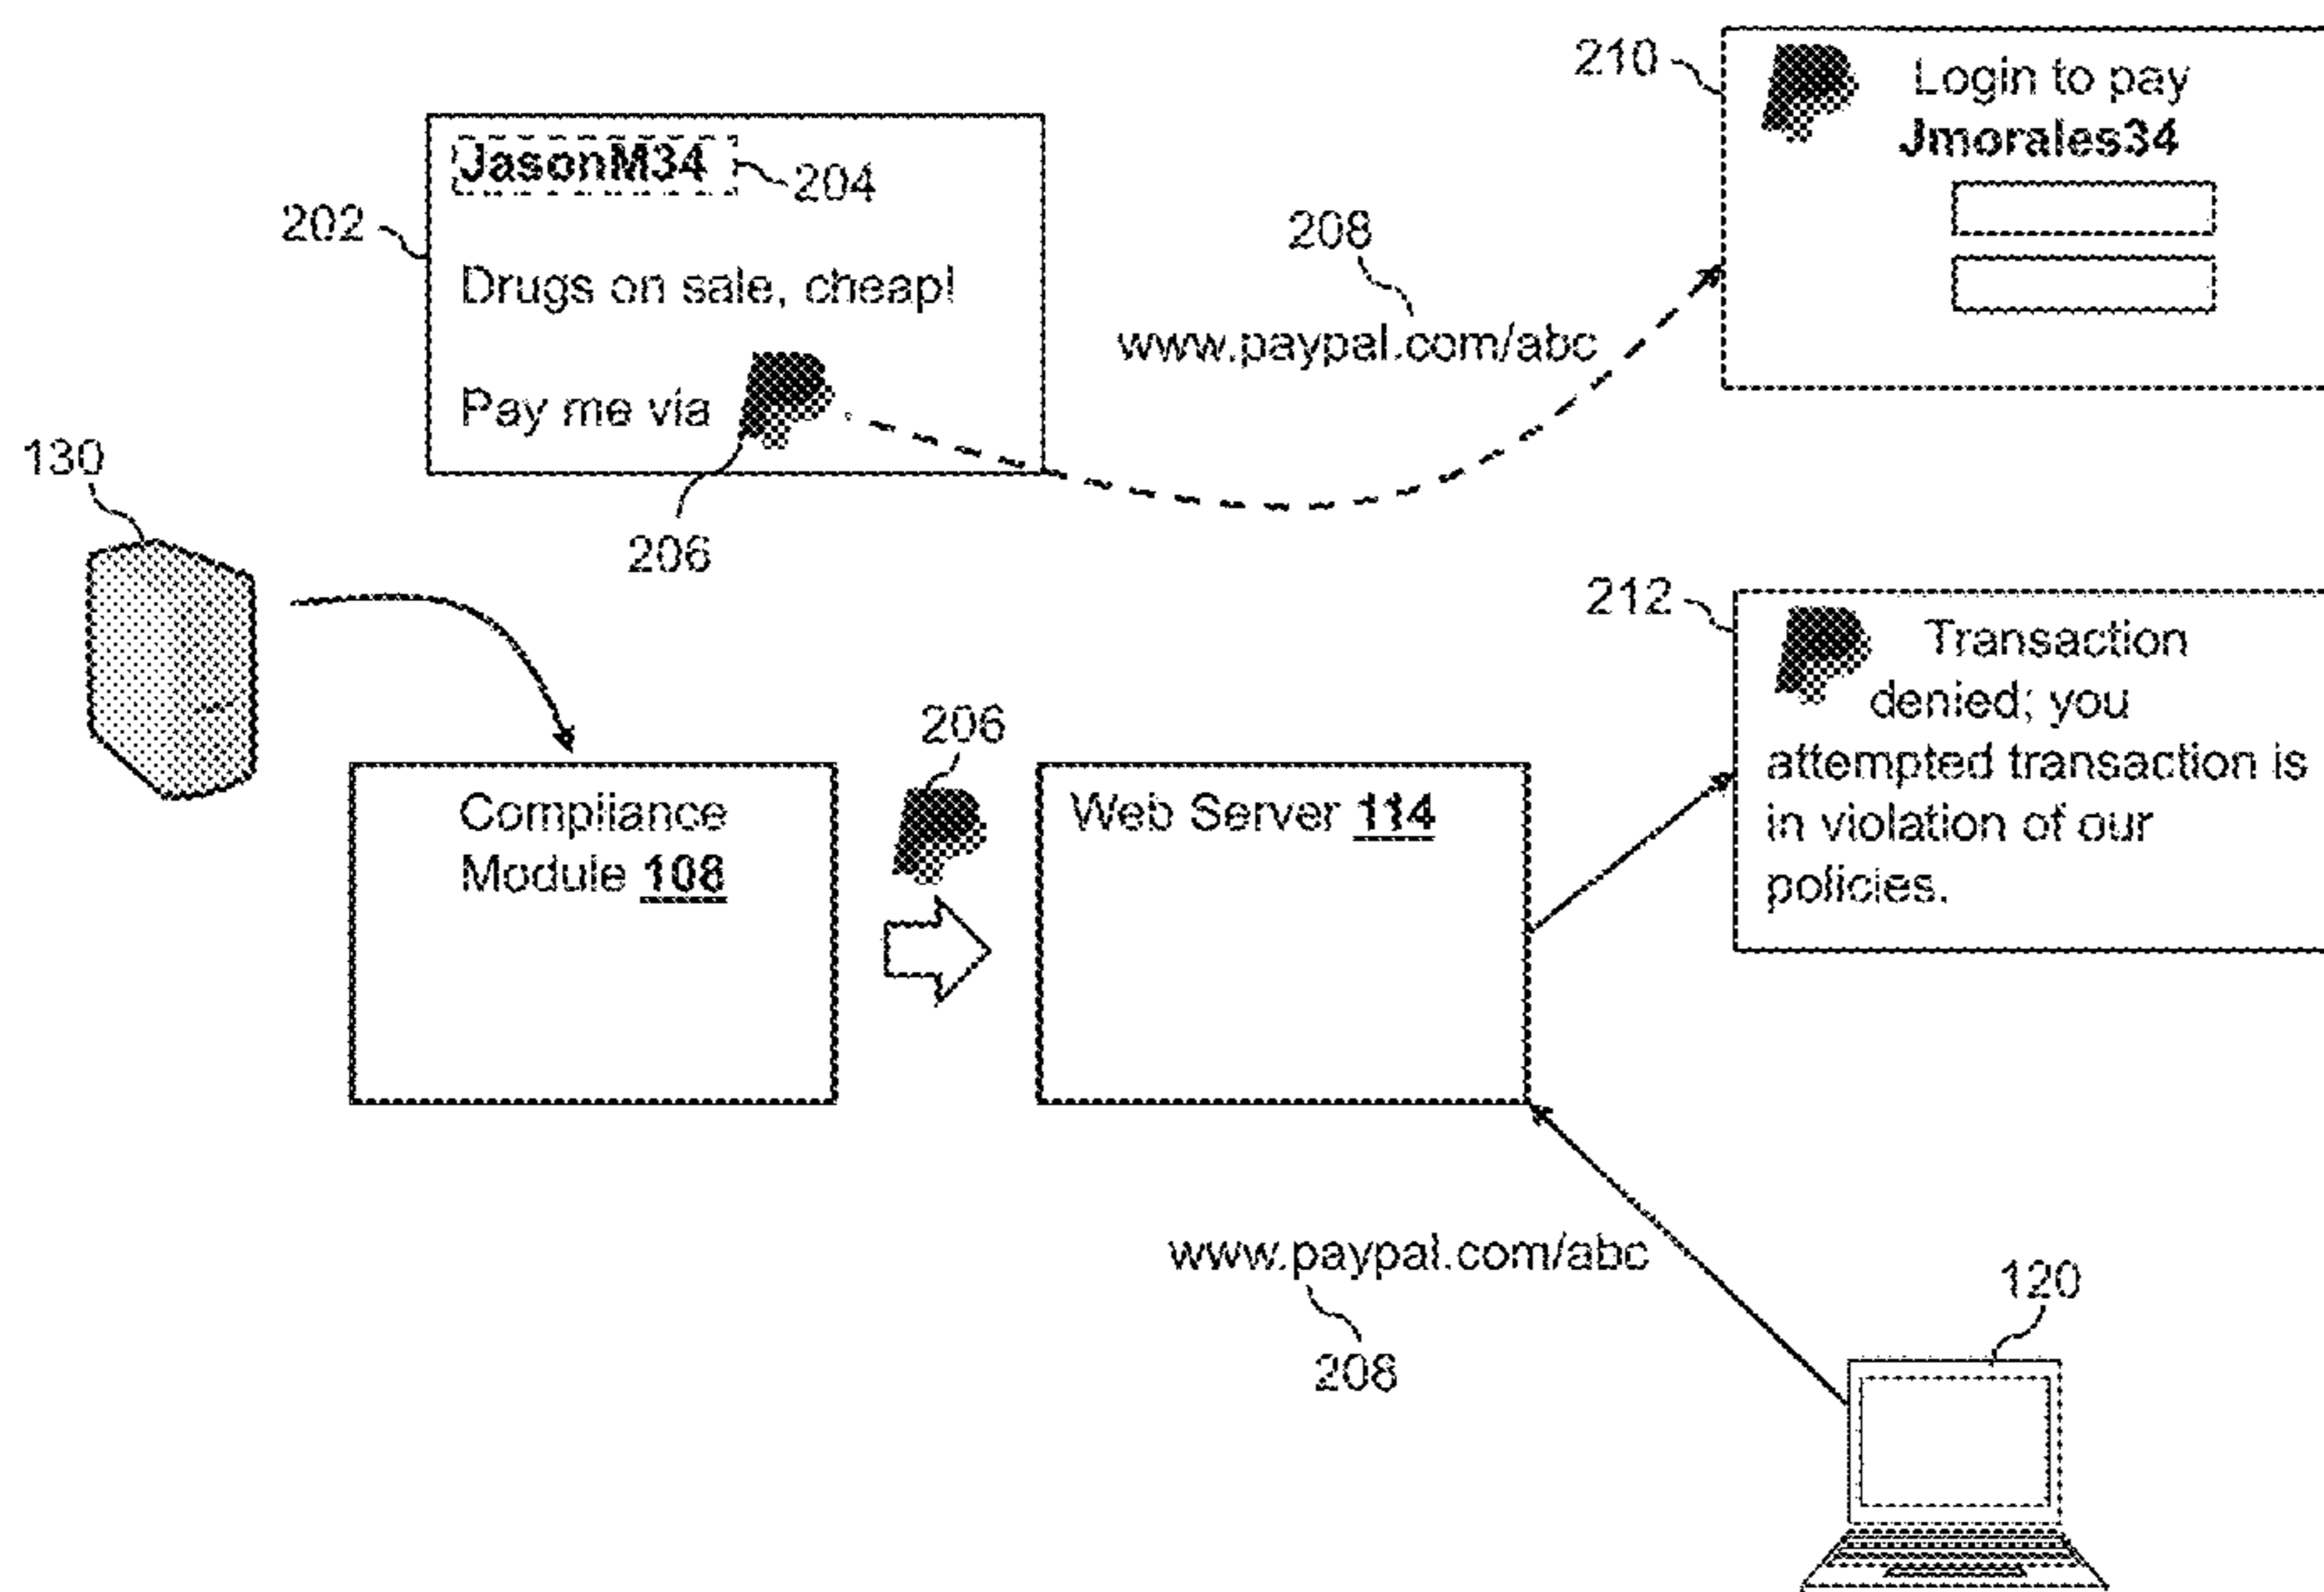 210
Login to pay
Jmorales34
JasonM34
204
202
Drugs on sale, cheap!
208
www.paypal.com/abc
Pay me via
130
206
212
Transaction
denied; you
attempted transaction is
in violation of our
policies.
206
Compliance
Module 108
Web Server 114
www.paypal.com/abc
208
120